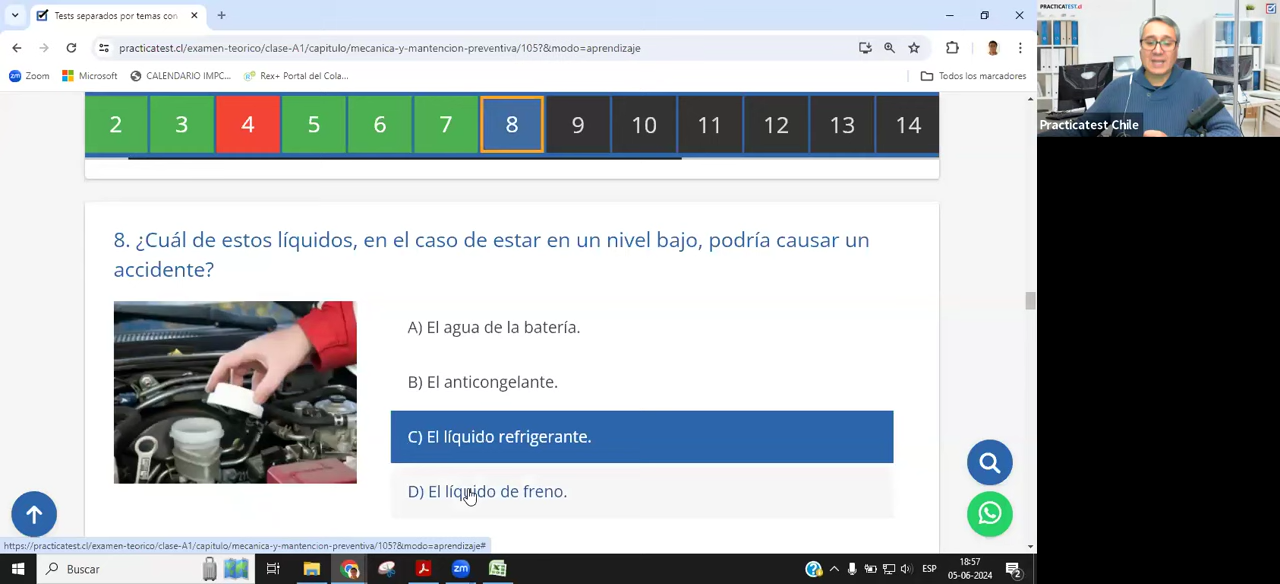 Tests separados por temas con
practicatest.cl/examen-teorico/clase-A1/capitulo/mecanica-y-mantencion-preventiva/105?&modo=aprendizaje
Zoom
Microsoft
CALENDARIO IMPC...
Rex+ Portal del Cola...
Todos los marcadores
PRACTICATEST.cl
Practicatest Chile
2 3 4 5 6 7 8 9 10 11 12 13 14
8. ¿Cuál de estos líquidos, en el caso de estar en un nivel bajo, podría causar un
accidente?
A) El agua de la batería.
B) El anticongelante.
C) El líquido refrigerante.
D) El líquido de freno.
https://practicatest.cl/examen-teorico/clase-A1/capitulo/mecanica-y-mantencion-preventiva/105?&modo=aprendizaje#
Buscar
zm
ESP
18:57
05-06-2024
2